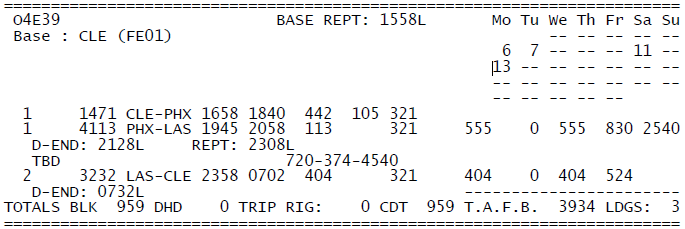 ================================================================================
O4E39 BASE REPT: 1558L Mo Tu We Th Fr Sa Su
Base : CLE (FE01) -- -- -- -- --
6 7 -- -- -- 11 --
13 -- -- -- -- -- --
-- -- -- -- -- -- --
-- -- -- -- --
1 1471 CLE-PHX 1658 1840 442 105 321
1 4113 PHX-LAS 1945 2058 113 321 555 0 555 830 2540
D-END: 2128L REPT: 2308L
TBD 720-374-4540
2 3232 LAS-CLE 2358 0702 404 321 404 0 404 524
D-END: 0732L ---------------------------
TOTALS BLK 959 DHD 0 TRIP RIG: 0 CDT 959 T.A.F.B. 3934 LDGS: 3
================================================================================